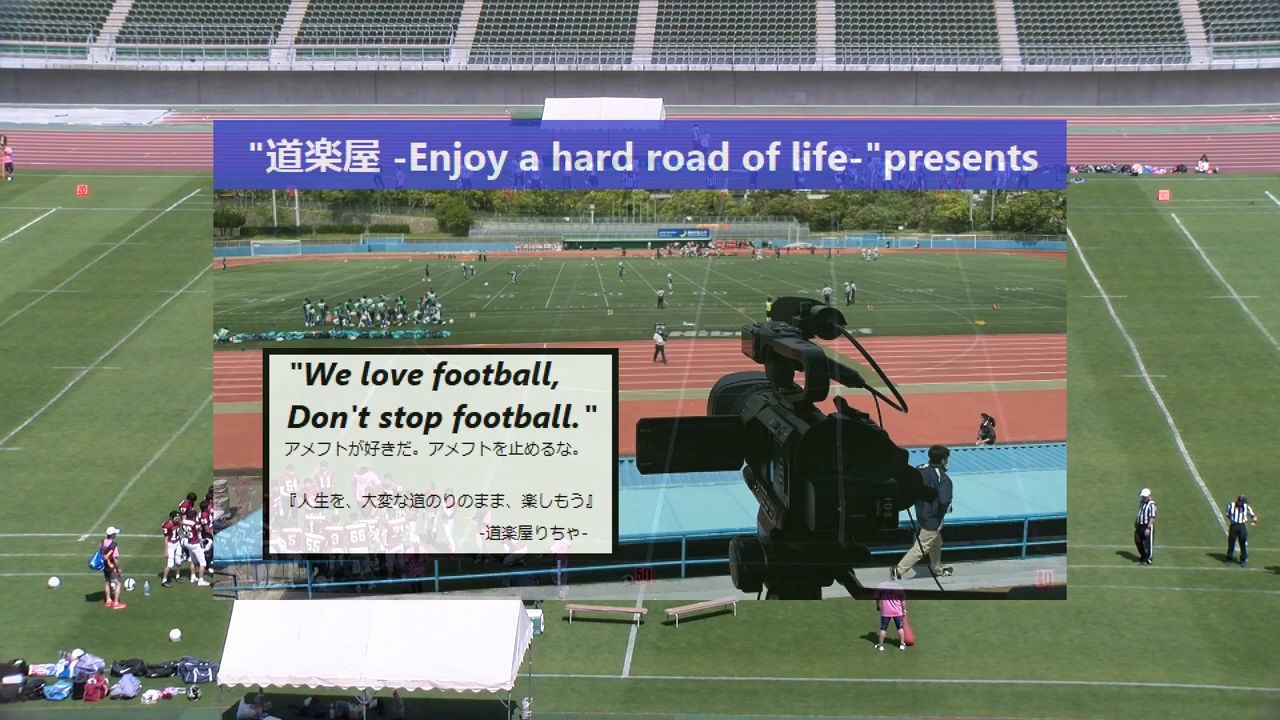 "道楽屋 -Enjoy a hard road of life-"presents
"We love football,
Don't stop football."
アメフトが好きだ。アメフトを止めるな。
『人生を、大変な道のりのまま、楽しもう』
-道楽屋りちゃ-
50
40